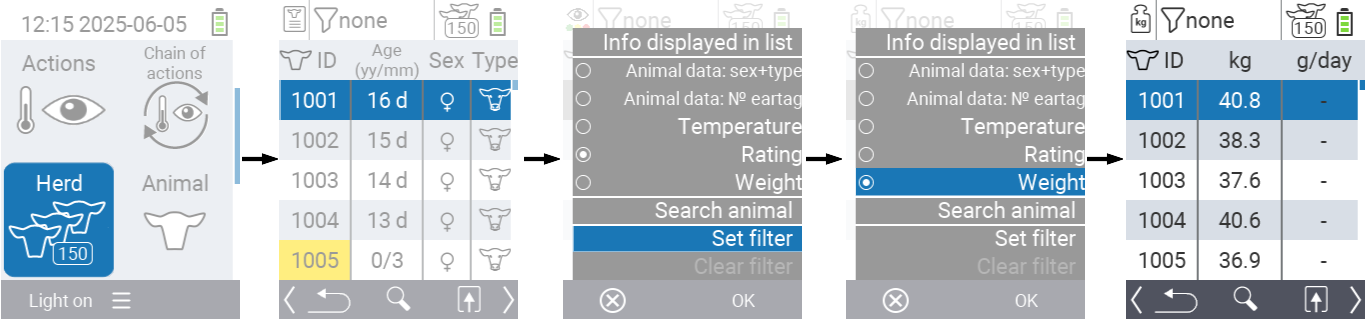 12:15 2025-06-05
Actions
Chain of
actions
Herd
150
Animal
Light on
none
150
ID
Age
(yy/mm)
Sex
Type
1001 16 d ♀
1002 15 d ♀
1003 14 d ♀
1004 13 d ♀
1005 0/3 ♀
none
150
Info displayed in list
Animal data: sex+type
Animal data: № eartag
Temperature
Rating
Weight
Search animal
Set filter
Clear filter
OK
kg
none
150
Info displayed in list
Animal data: sex+type
Animal data: № eartag
Temperature
Rating
Weight
Search animal
Set filter
Clear filter
OK
kg
none
150
ID kg g/day
1001 40.8 -
1002 38.3 -
1003 37.6 -
1004 40.6 -
1005 36.9 -